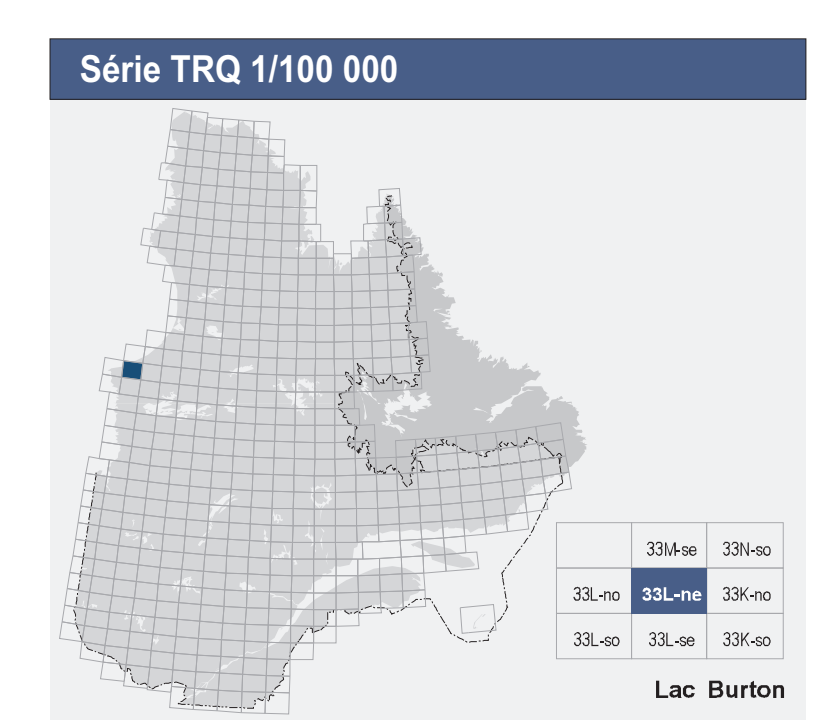 Série TRQ 1/100 000
33M-se 33N-so
33L-no 33L-ne 33K-no
33L-so 33L-se 33K-so
Lac Burton